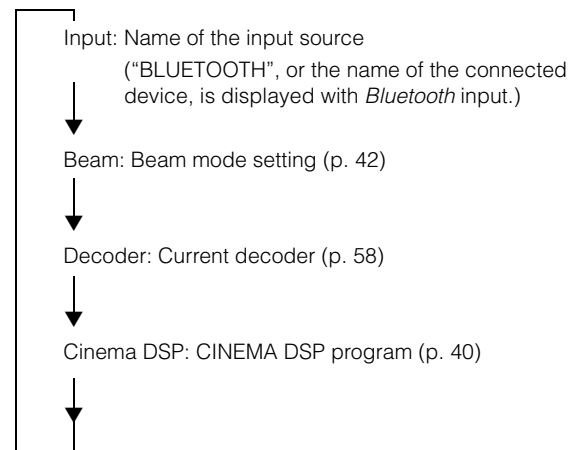 Input: Name of the input source
(“BLUETOOTH”, or the name of the connected
device, is displayed with Bluetooth input.)
Beam: Beam mode setting (p. 42)
Decoder: Current decoder (p. 58)
Cinema DSP: CINEMA DSP program (p. 40)